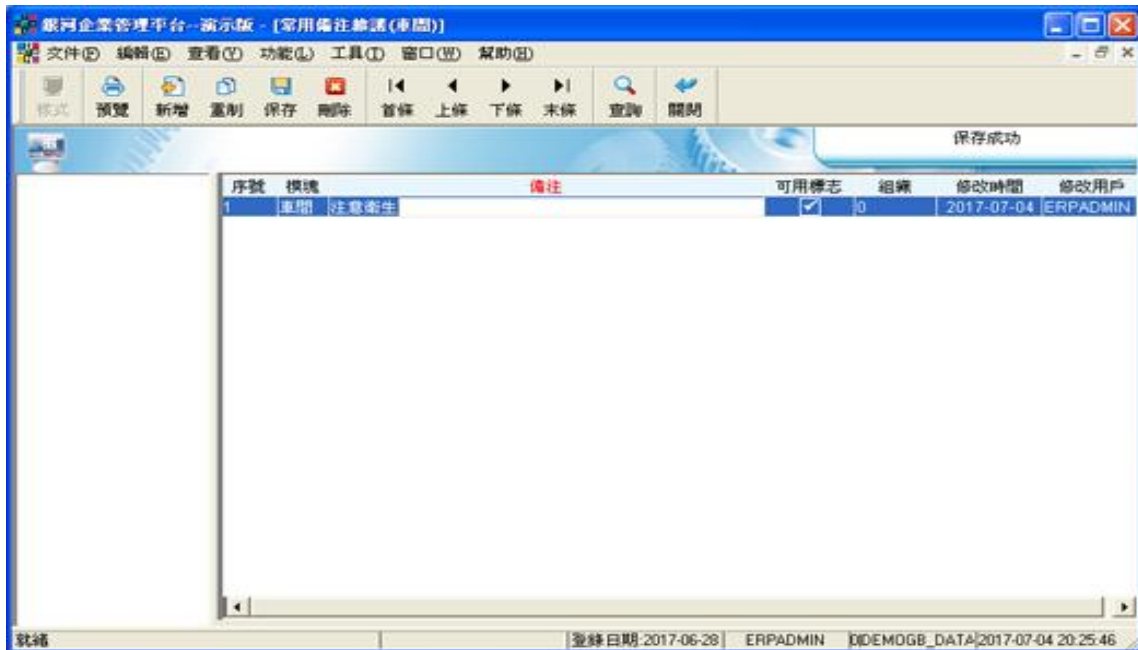 銀河企業管理平台--演示版 - [常用備注維護(車間)]
文件(F) 編輯(E) 查看(Y) 功能(L) 工具(T) 窗口(W) 幫助(H)
樣式 預覽 新增 重制 保存 刪除 首條 上條 下條 末條 查詢 關閉
保存成功
序號 模塊 備注 可用標志 組織 修改時間 修改用戶
1 車間 注意衛生 0 2017-07-04 ERPADMIN
就緒 登錄日期:2017-06-28 ERPADMIN 0|DEMOGB_DATA 2017-07-04 20:25:46